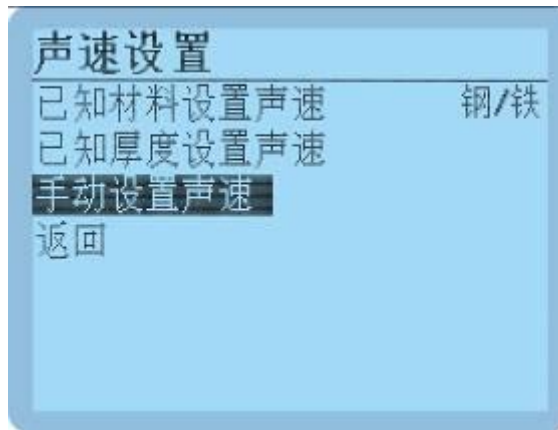 声速设置
已知材料设置声速 钢/铁
已知厚度设置声速
手动设置声速
返回